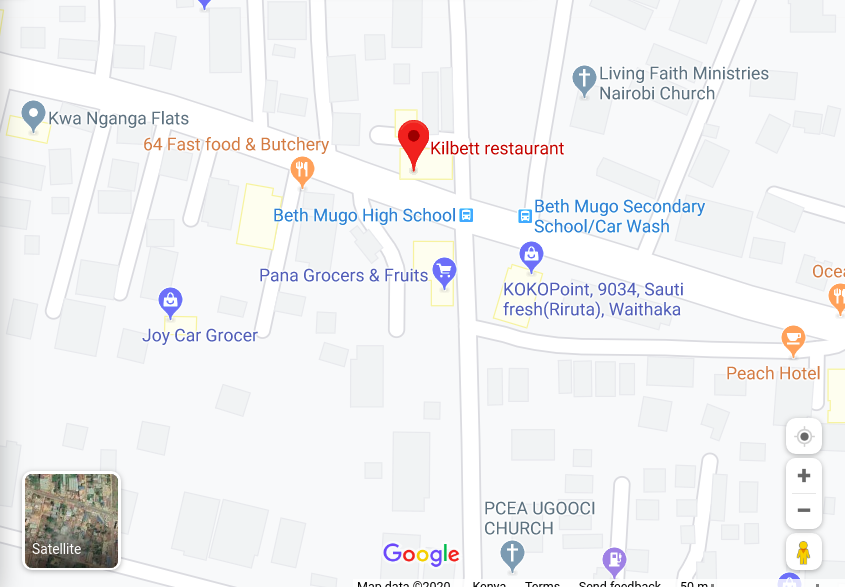 Living Faith Ministries
Nairobi Church
Kwa Nganga Flats
64 Fast food & Butchery
Kilbett restaurant
Beth Mugo High School
Beth Mugo Secondary
School/Car Wash
Pana Grocers & Fruits
Ocea
KOKOPoint, 9034, Sauti
fresh(Riruta), Waithaka
Joy Car Grocer
Peach Hotel
PCEA UGOOCI
CHURCH
Satellite
Google
Map data ©2020 Kenya Terms Send feedback 50 m